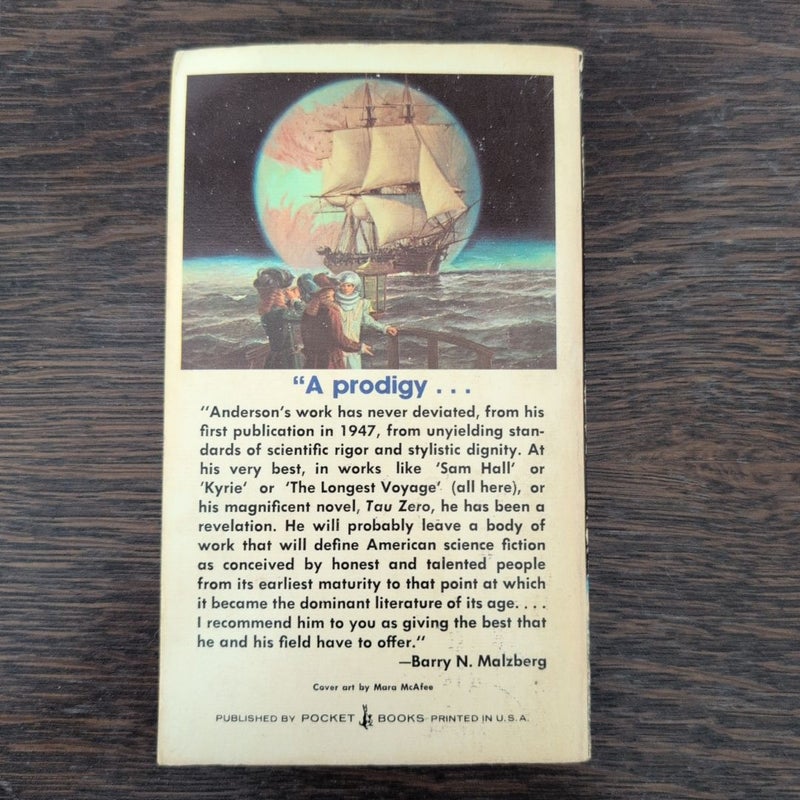 “A prodigy . . .
“Anderson’s work has never deviated, from his
first publication in 1947, from unyielding stan-
dards of scientific rigor and stylistic dignity. At
his very best, in works like ‘Sam Hall’ or
‘Kyrie’ or ‘The Longest Voyage’ (all here), or
his magnificent novel, Tau Zero, he has been a
revelation. He will probably leave a body of
work that will define American science fiction
as conceived by honest and talented people
from its earliest maturity to that point at which
it became the dominant literature of its age. . . .
I recommend him to you as giving the best that
he and his field have to offer.”
—Barry N. Malzberg
Cover art by Mara McAfee
PUBLISHED BY POCKET BOOKS PRINTED IN U.S.A.